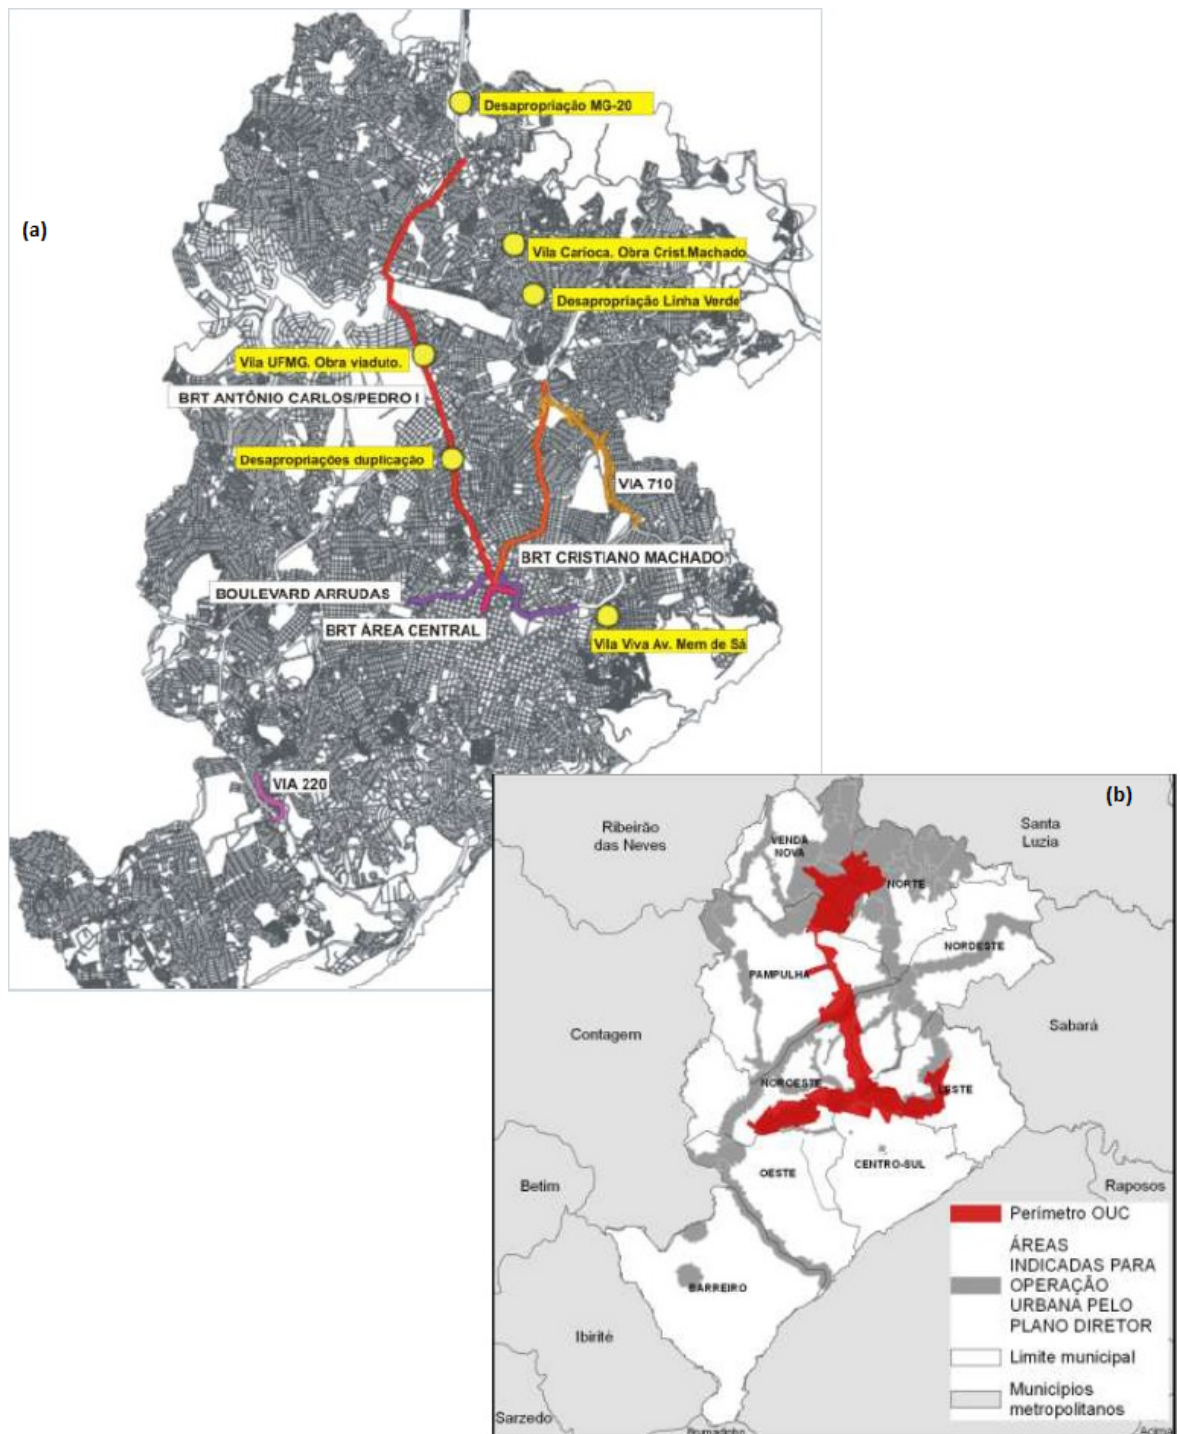 Desapropriação MG-20
(a)
Vila Carioca. Obra Crist.Machado
Desapropriação Linha Verde
Vila UFMG. Obra viaduto.
BRT ANTÔNIO CARLOS/PEDRO I
Desapropriações duplicação
VIA 710
BRT CRISTIANO MACHADO
BOULEVARD ARRUDAS
BRT ÁREA CENTRAL
Vila Viva Av. Mem de Sá
VIA 220
(b)
Ribeirão
das Neves
Santa
Luzia
VENDA
NOVA
NORTE
NORDESTE
PAMPULHA
Contagem
Sabará
NOROESTE
LESTE
OESTE
CENTRO-SUL
Betim
Raposos
BARREIRO
Ibirité
Sarzedo
Brumadinho
Acima
Perímetro OUC
ÁREAS
INDICADAS PARA
OPERAÇÃO
URBANA PELO
PLANO DIRETOR
Limite municipal
Municípios
metropolitanos